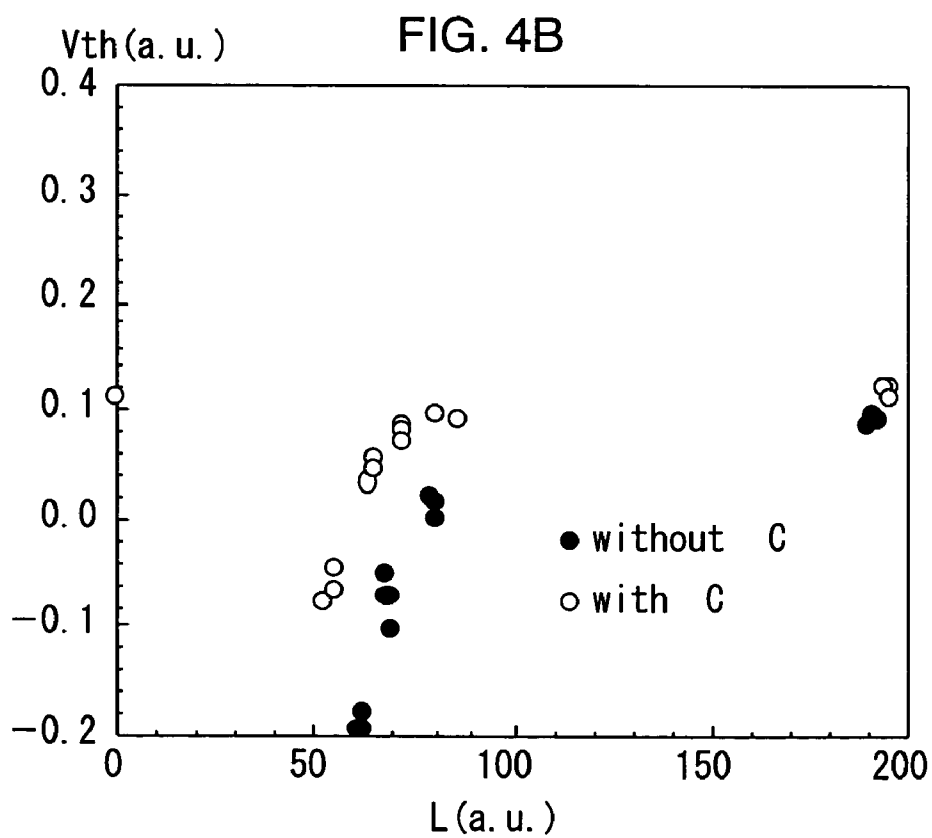 FIG. 4B
Vth(a. u.)
0. 4
0. 3
0. 2
0. 1
0. 0
−0. 1
−0. 2
● without C
○ with C
0 50 100 150 200
L(a. u.)